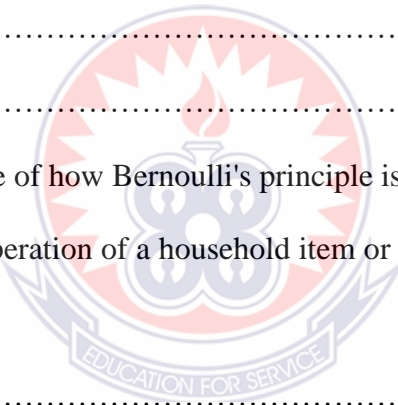 ……………………………………
……………………………………
e of how Bernoulli's principle is
peration of a household item or
EDUCATION FOR SERVICE
……………………………………